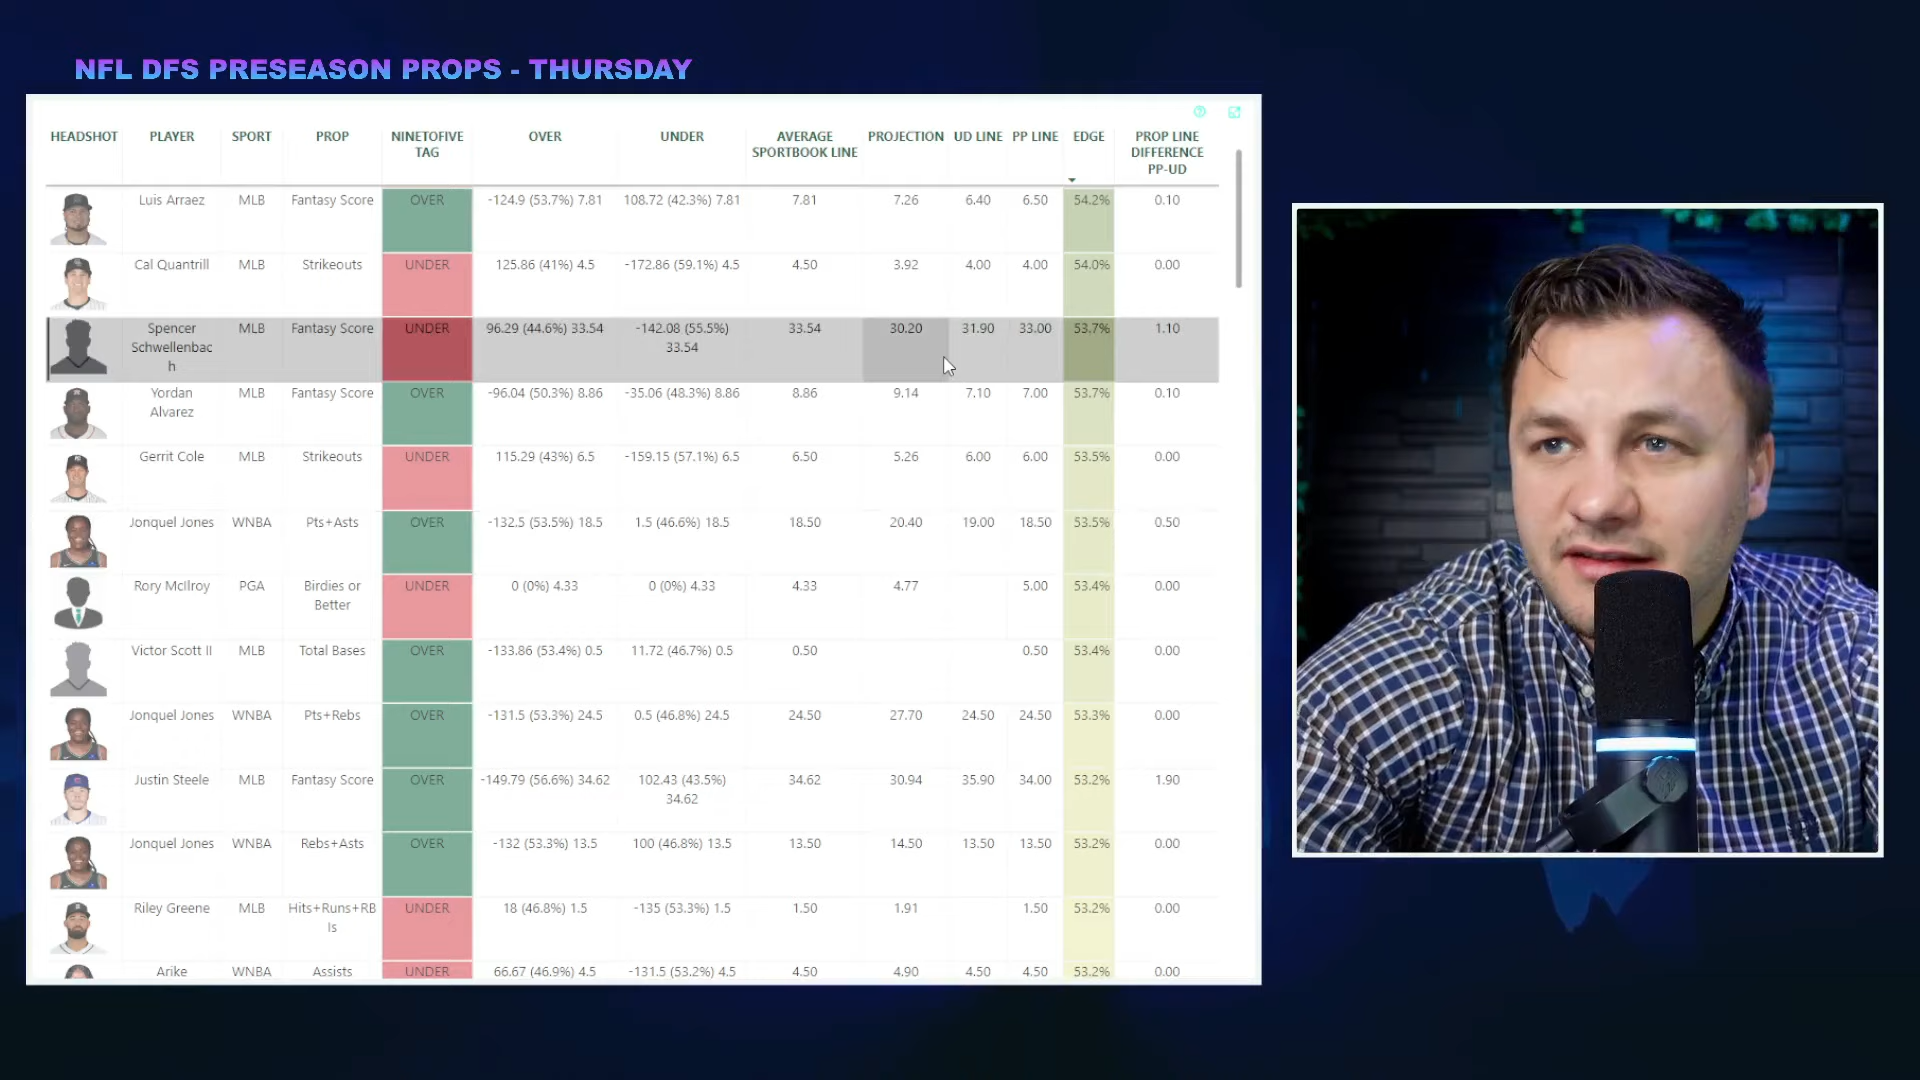 NFL DFS PRESEASON PROPS - THURSDAY
HEADSHOT PLAYER SPORT PROP NINETOFIVE TAG OVER UNDER AVERAGE SPORTBOOK LINE PROJECTION UD LINE PP LINE EDGE PROP LINE DIFFERENCE PP-UD
Luis Arraez MLB Fantasy Score OVER -124.9 (53.7%) 7.81 108.72 (42.3%) 7.81 7.81 7.26 6.40 6.50 54.2% 0.10
Cal Quantrill MLB Strikeouts UNDER 125.86 (41%) 4.5 -172.86 (59.1%) 4.5 4.50 3.92 4.00 4.00 54.0% 0.00
Spencer Schwellenbac h MLB Fantasy Score UNDER 96.29 (44.6%) 33.54 -142.08 (55.5%) 33.54 33.54 30.20 31.90 33.00 53.7% 1.10
Yordan Alvarez MLB Fantasy Score OVER -96.04 (50.3%) 8.86 -35.06 (48.3%) 8.86 8.86 9.14 7.10 7.00 53.7% 0.10
Gerrit Cole MLB Strikeouts UNDER 115.29 (43%) 6.5 -159.15 (57.1%) 6.5 6.50 5.26 6.00 6.00 53.5% 0.00
Jonquel Jones WNBA Pts+Asts OVER -132.5 (53.5%) 18.5 1.5 (46.6%) 18.5 18.50 20.40 19.00 18.50 53.5% 0.50
Rory McIlroy PGA Birdies or Better UNDER 0 (0%) 4.33 0 (0%) 4.33 4.33 4.77 5.00 53.4% 0.00
Victor Scott II MLB Total Bases OVER -133.86 (53.4%) 0.5 11.72 (46.7%) 0.5 0.50 0.50 53.4% 0.00
Jonquel Jones WNBA Pts+Rebs OVER -131.5 (53.3%) 24.5 0.5 (46.8%) 24.5 24.50 27.70 24.50 24.50 53.3% 0.00
Justin Steele MLB Fantasy Score OVER -149.79 (56.6%) 34.62 102.43 (43.5%) 34.62 34.62 30.94 35.90 34.00 53.2% 1.90
Jonquel Jones WNBA Rebs+Asts OVER -132 (53.3%) 13.5 100 (46.8%) 13.5 13.50 14.50 13.50 13.50 53.2% 0.00
Riley Greene MLB Hits+Runs+RB Is UNDER 18 (46.8%) 1.5 -135 (53.3%) 1.5 1.50 1.91 1.50 53.2% 0.00
Arike WNBA Assists UNDER 66.67 (46.9%) 4.5 -131.5 (53.2%) 4.5 4.50 4.90 4.50 4.50 53.2% 0.00